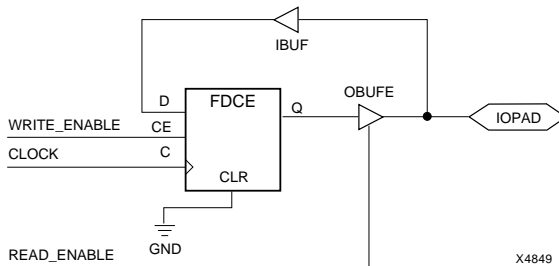 IBUF
D
FDCE
Q
OBUFE
WRITE_ENABLE
CE
IOPAD
CLOCK
C
CLR
GND
READ_ENABLE
X4849